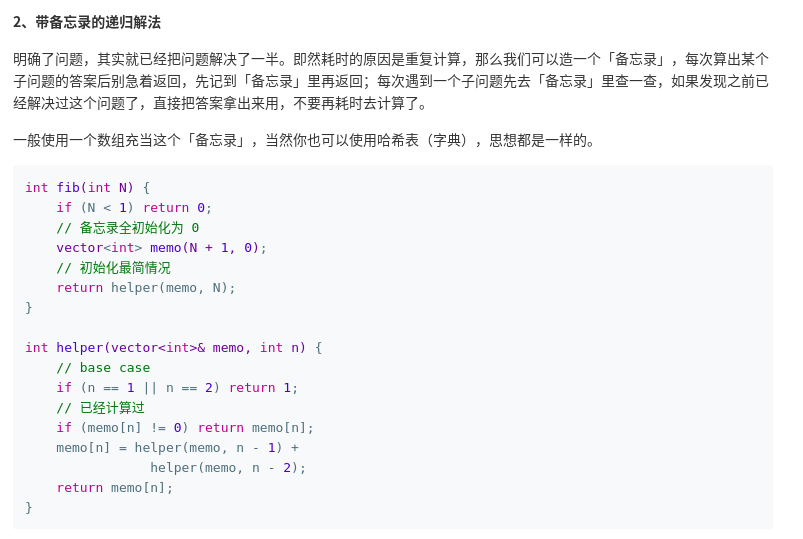 2、带备忘录的递归解法
明确了问题，其实就已经把问题解决了一半。即然耗时的原因是重复计算，那么我们可以造一个「备忘录」，每次算出某个
子问题的答案后别急着返回，先记到「备忘录」里再返回；每次遇到一个子问题先去「备忘录」里查一查，如果发现之前已
经解决过这个问题了，直接把答案拿出来用，不要再耗时去计算了。
一般使用一个数组充当这个「备忘录」，当然你也可以使用哈希表（字典），思想都是一样的。
int fib(int N) {
    if (N < 1) return 0;
    // 备忘录全初始化为 0
    vector<int> memo(N + 1, 0);
    // 初始化最简情况
    return helper(memo, N);
}
int helper(vector<int>& memo, int n) {
    // base case
    if (n == 1 || n == 2) return 1;
    // 已经计算过
    if (memo[n] != 0) return memo[n];
    memo[n] = helper(memo, n - 1) +
                helper(memo, n - 2);
    return memo[n];
}